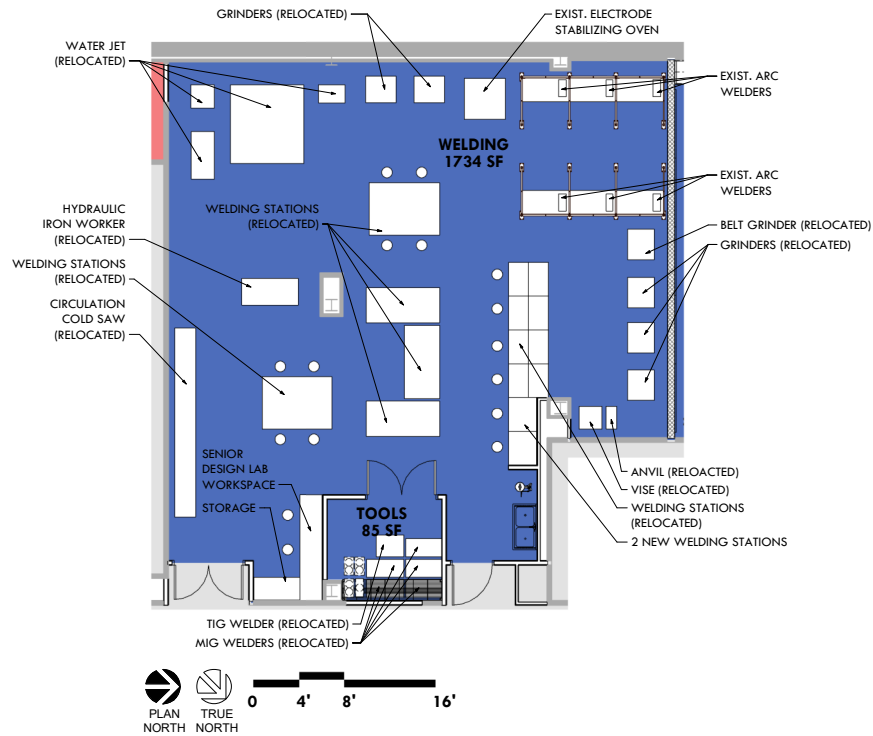 GRINDERS (RELOCATED)
EXIST. ELECTRODE
STABILIZING OVEN
WATER JET
(RELOCATED)
EXIST. ARC
WELDERS
WELDING
1734 SF
EXIST. ARC
WELDERS
HYDRAULIC
IRON WORKER
(RELOCATED)
WELDING STATIONS
(RELOCATED)
BELT GRINDER (RELOCATED)
GRINDERS (RELOCATED)
WELDING STATIONS
(RELOCATED)
CIRCULATION
COLD SAW
(RELOCATED)
SENIOR
DESIGN LAB
WORKSPACE
STORAGE
TOOLS
85 SF
ANVIL (RELOACTED)
VISE (RELOCATED)
WELDING STATIONS
(RELOCATED)
2 NEW WELDING STATIONS
TIG WELDER (RELOCATED)
MIG WELDERS (RELOCATED)
PLAN
NORTH
TRUE
NORTH
0 4' 8' 16'